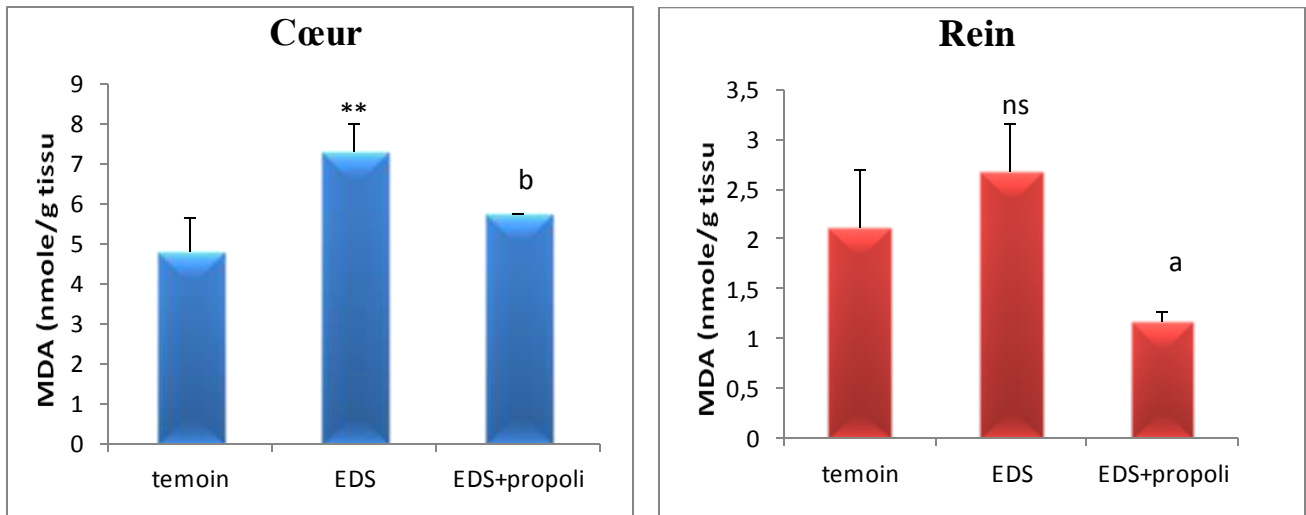 Cœur
MDA (nmole/g tissu
9
8
7
6
5
4
3
2
1
0
**
b
temoin EDS EDS+propoli
Rein
MDA (nmole/g tissu
3,5
3
2,5
2
1,5
1
0,5
0
ns
a
temoin EDS EDS+propoli